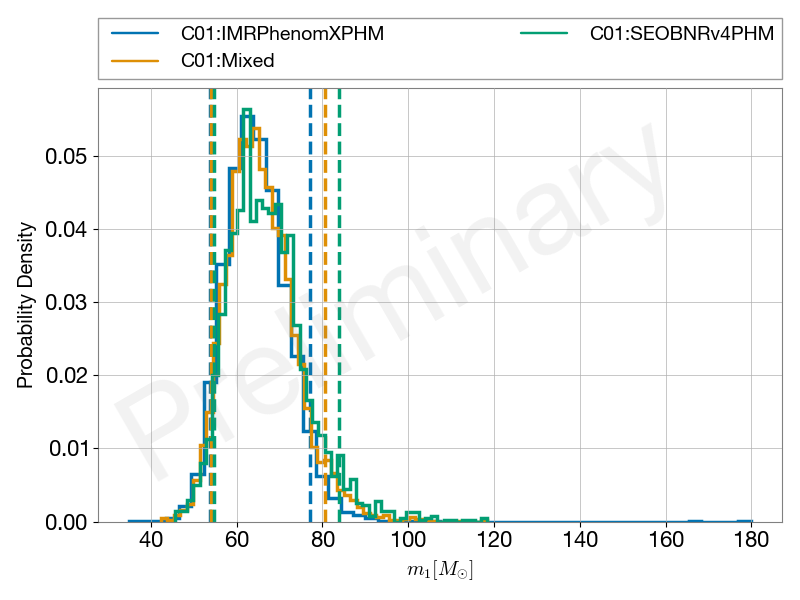 C01:IMRPhenomXPHM
C01:Mixed
C01:SEOBNRv4PHM
Preliminary
Probability Density
0.05
0.04
0.03
0.02
0.01
0.00
40 60 80 100 120 140 160 180
m₁[M☉]